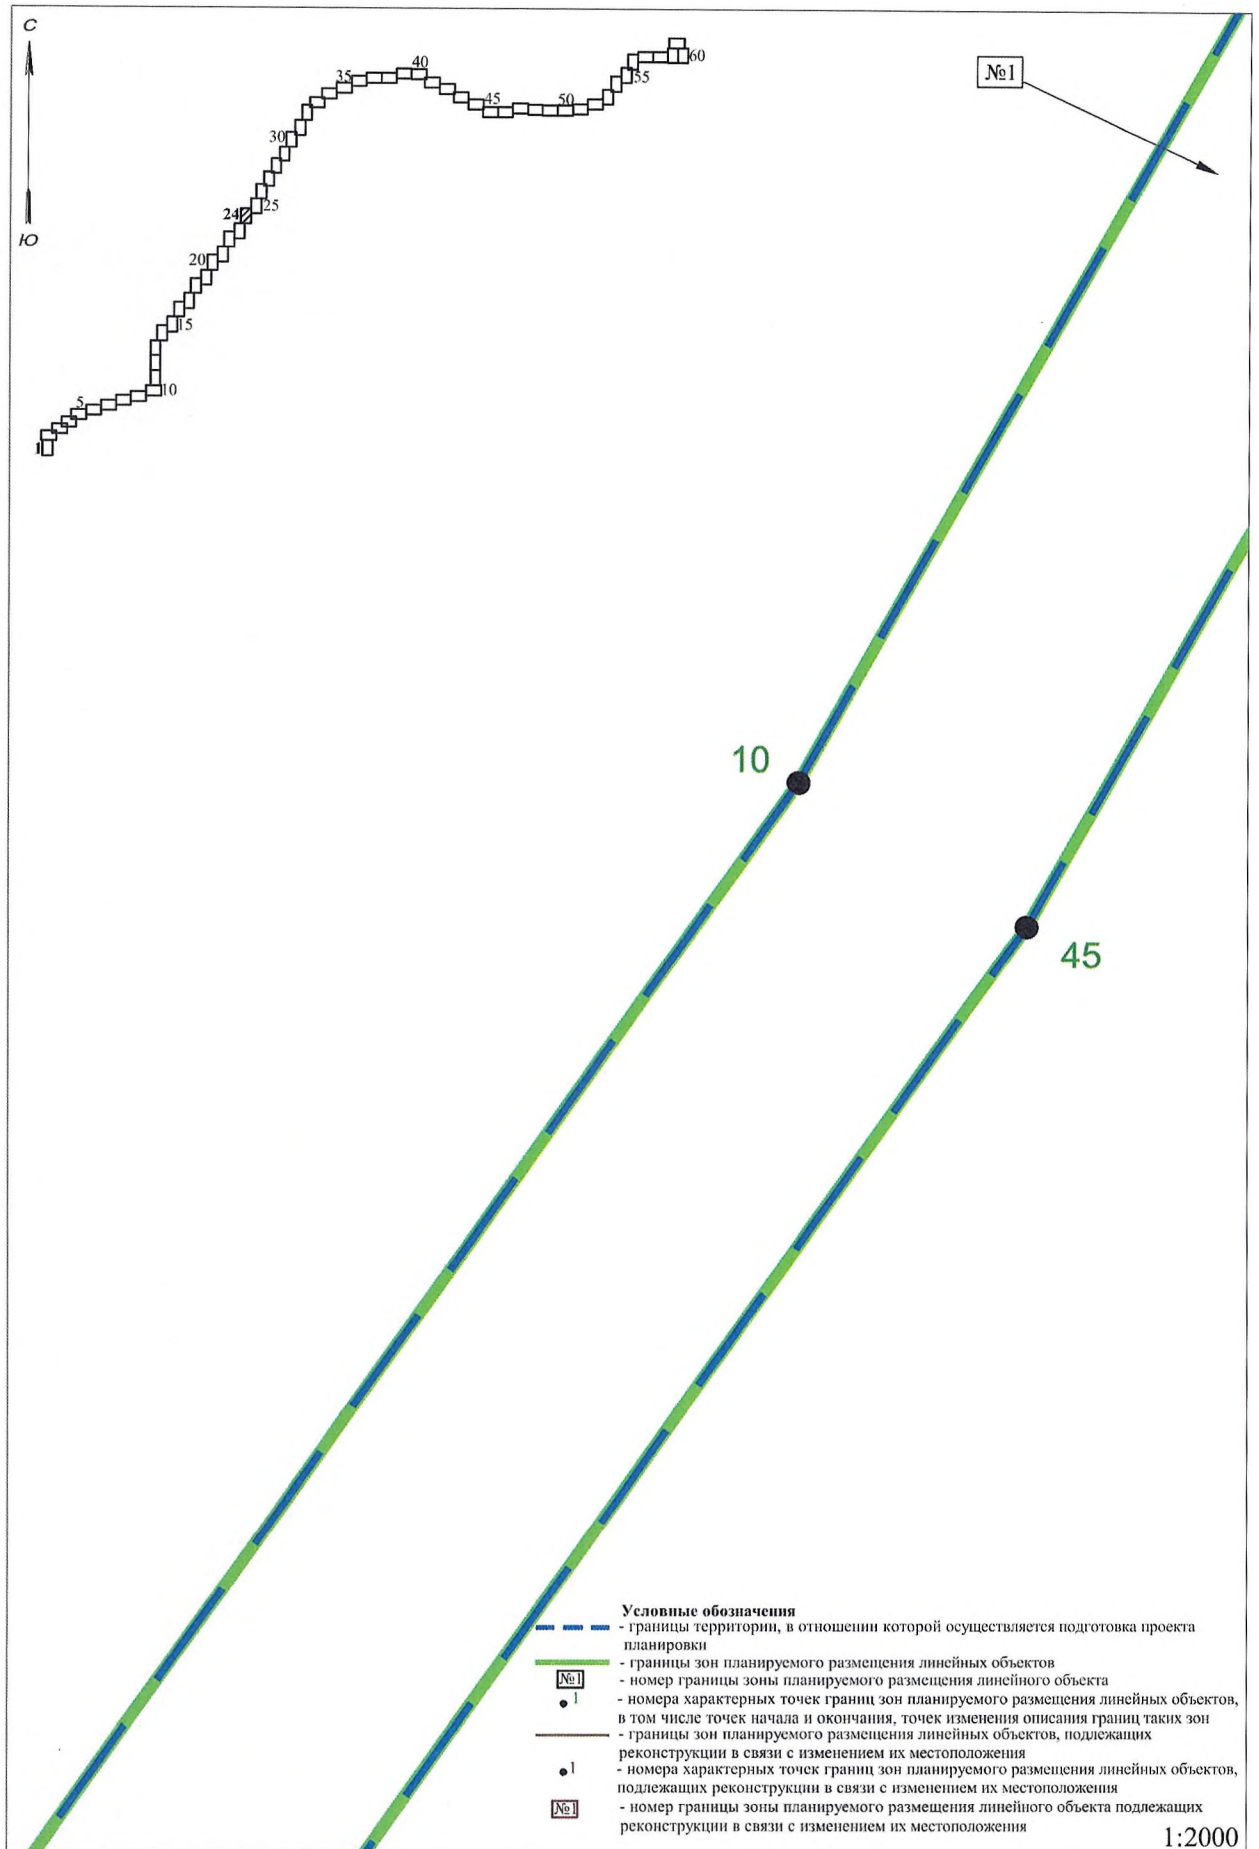 С
Ю
40
35
60
55
45
50
30
24
25
20
15
10
5
1
№1
10
45
Условные обозначения
- границы территории, в отношении которой осуществляется подготовка проекта
планировки
- границы зон планируемого размещения линейных объектов
№1 - номер границы зоны планируемого размещения линейного объекта
1 - номера характерных точек границ зон планируемого размещения линейных объектов,
в том числе точек начала и окончания, точек изменения описания границ таких зон
- границы зон планируемого размещения линейных объектов, подлежащих
реконструкции в связи с изменением их местоположения
1 - номера характерных точек границ зон планируемого размещения линейных объектов,
подлежащих реконструкции в связи с изменением их местоположения
№1 - номер границы зоны планируемого размещения линейного объекта подлежащих
реконструкции в связи с изменением их местоположения
1:2000